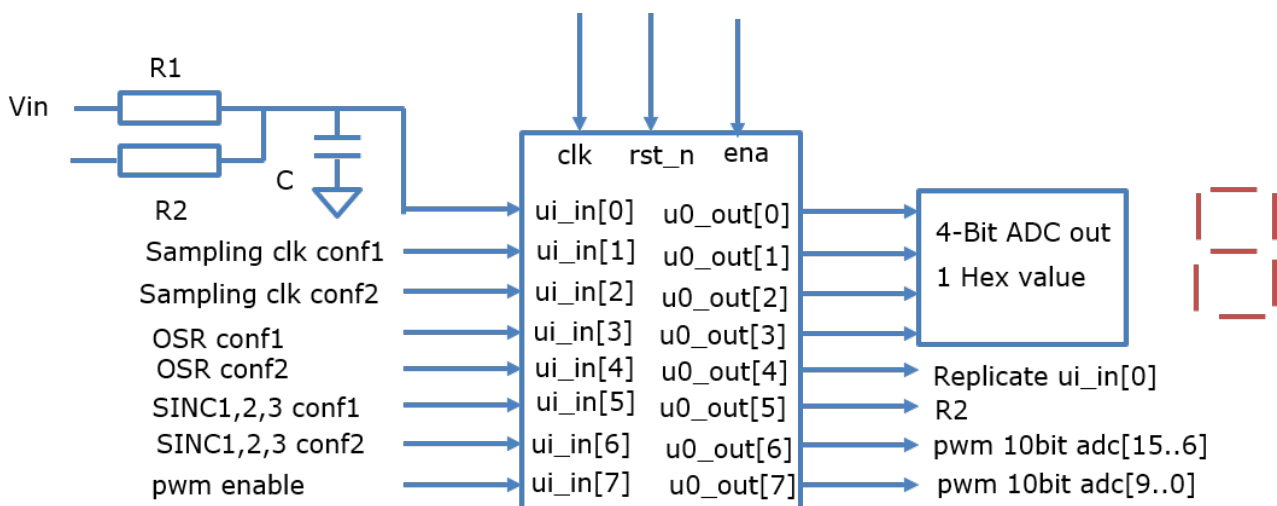 R1
Vin
C
R2
clk rst_n ena
Sampling clk conf1
Sampling clk conf2
OSR conf1
OSR conf2
SINC1,2,3 conf1
SINC1,2,3 conf2
pwm enable
ui_in[0] u0_out[0]
ui_in[1] u0_out[1]
ui_in[2] u0_out[2]
ui_in[3] u0_out[3]
ui_in[4] u0_out[4]
ui_in[5] u0_out[5]
ui_in[6] u0_out[6]
ui_in[7] u0_out[7]
4-Bit ADC out
1 Hex value
Replicate ui_in[0]
R2
pwm 10bit adc[15..6]
pwm 10bit adc[9..0]